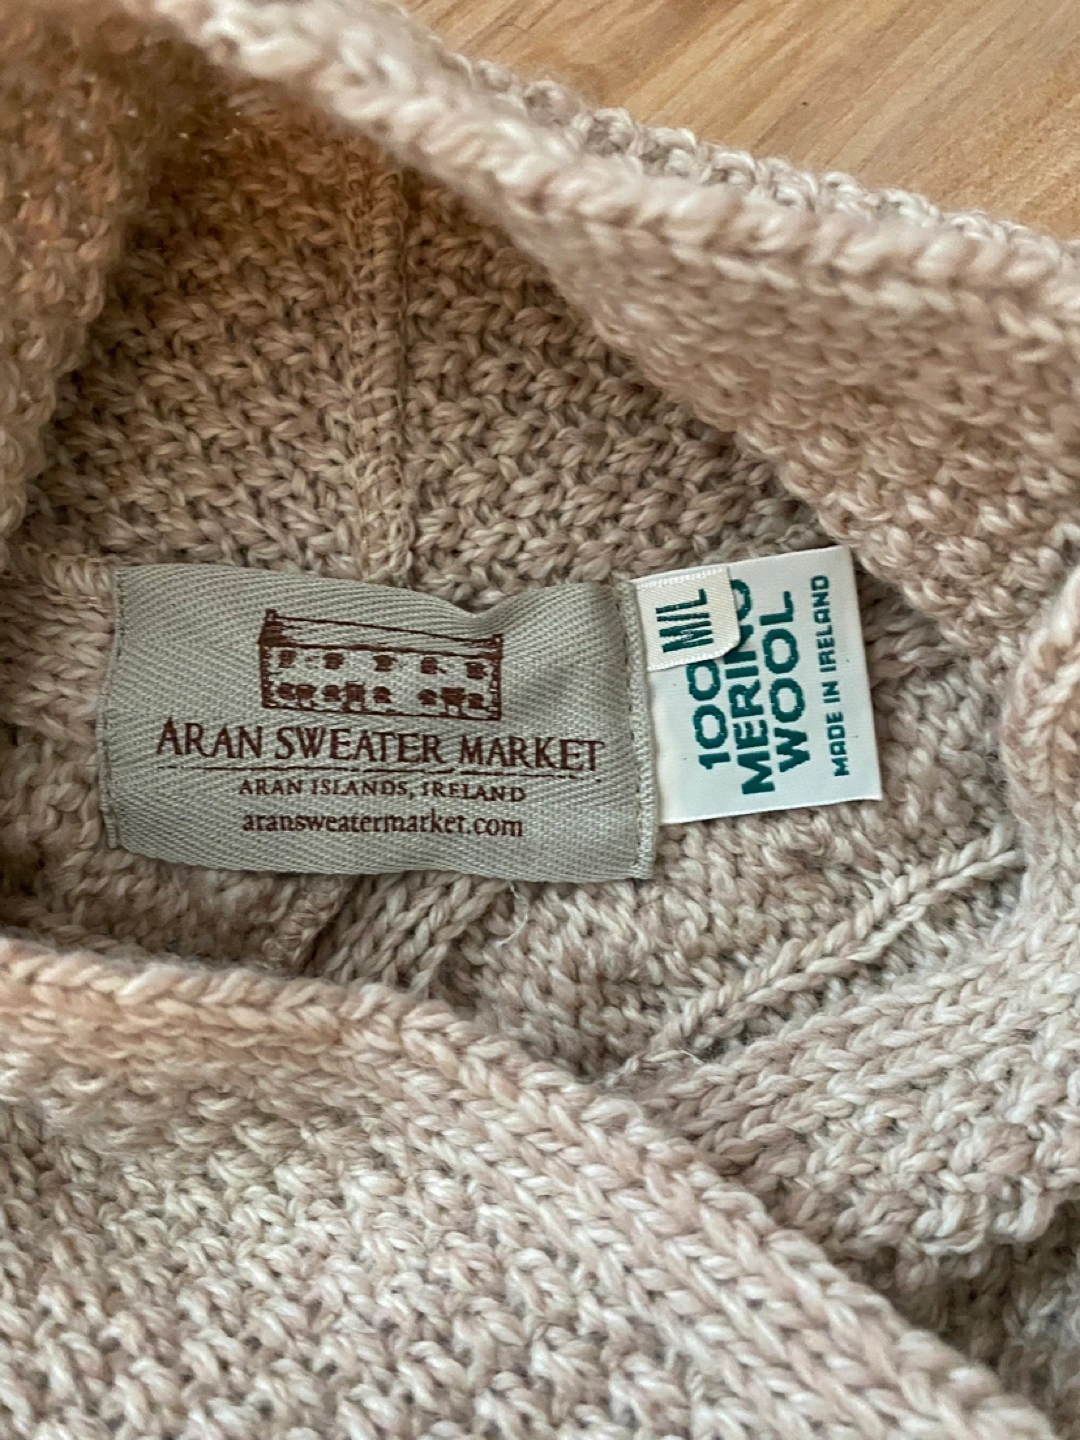 ARAN SWEATER MARKET
ARAN ISLANDS, IRELAND
aransweatermarket.com
M/L
100
MERINO
WOOL
MADE IN IRELAND